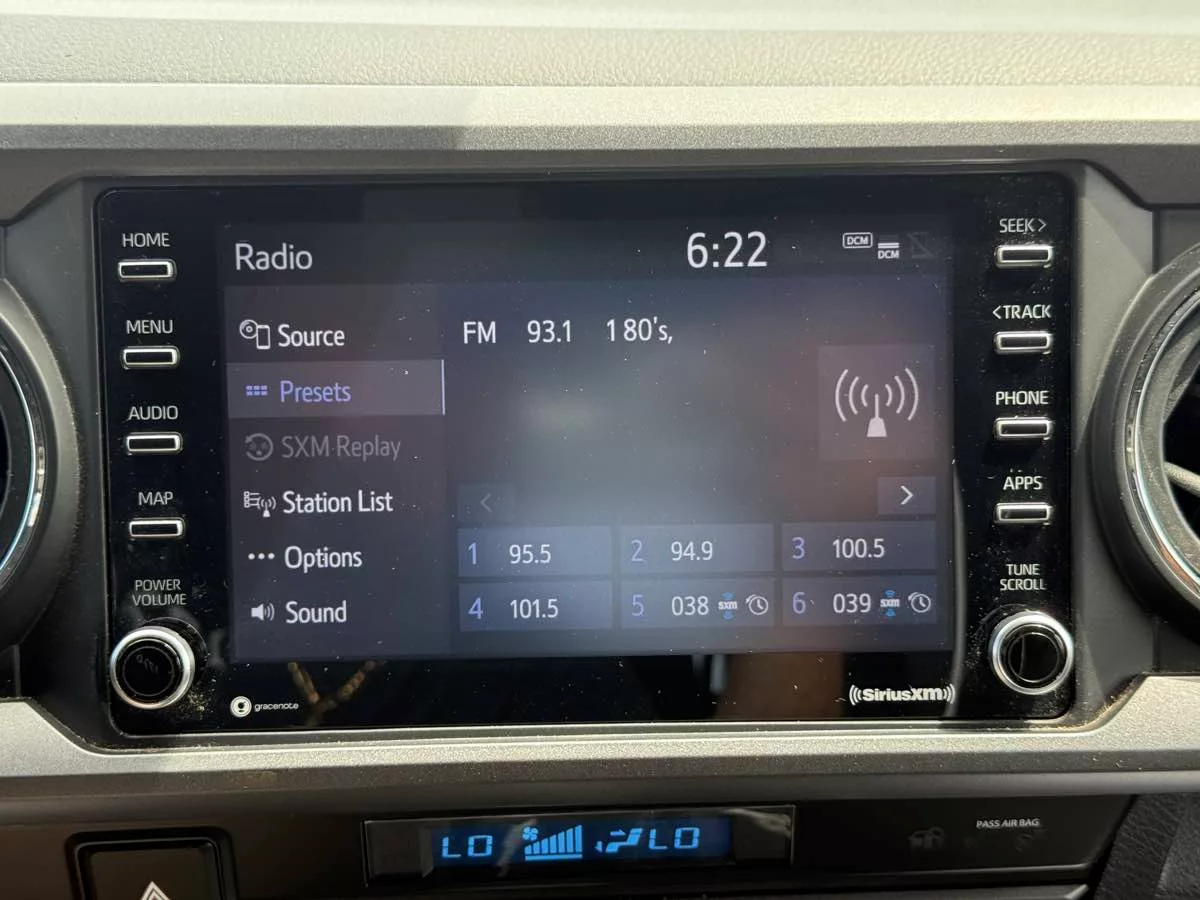 HOME
MENU
AUDIO
MAP
POWER
VOLUME
Radio
6:22
DCM
DCM
Source
Presets
SXM Replay
Station List
Options
Sound
FM 93.1 1 80's,
<
>
1 95.5
2 94.9
3 100.5
4 101.5
5 038 sxm
6 039 sxm
SEEK >
< TRACK
PHONE
APPS
TUNE
SCROLL
gracenote
((SiriusXM))
LO
LO
PASS AIR BAG